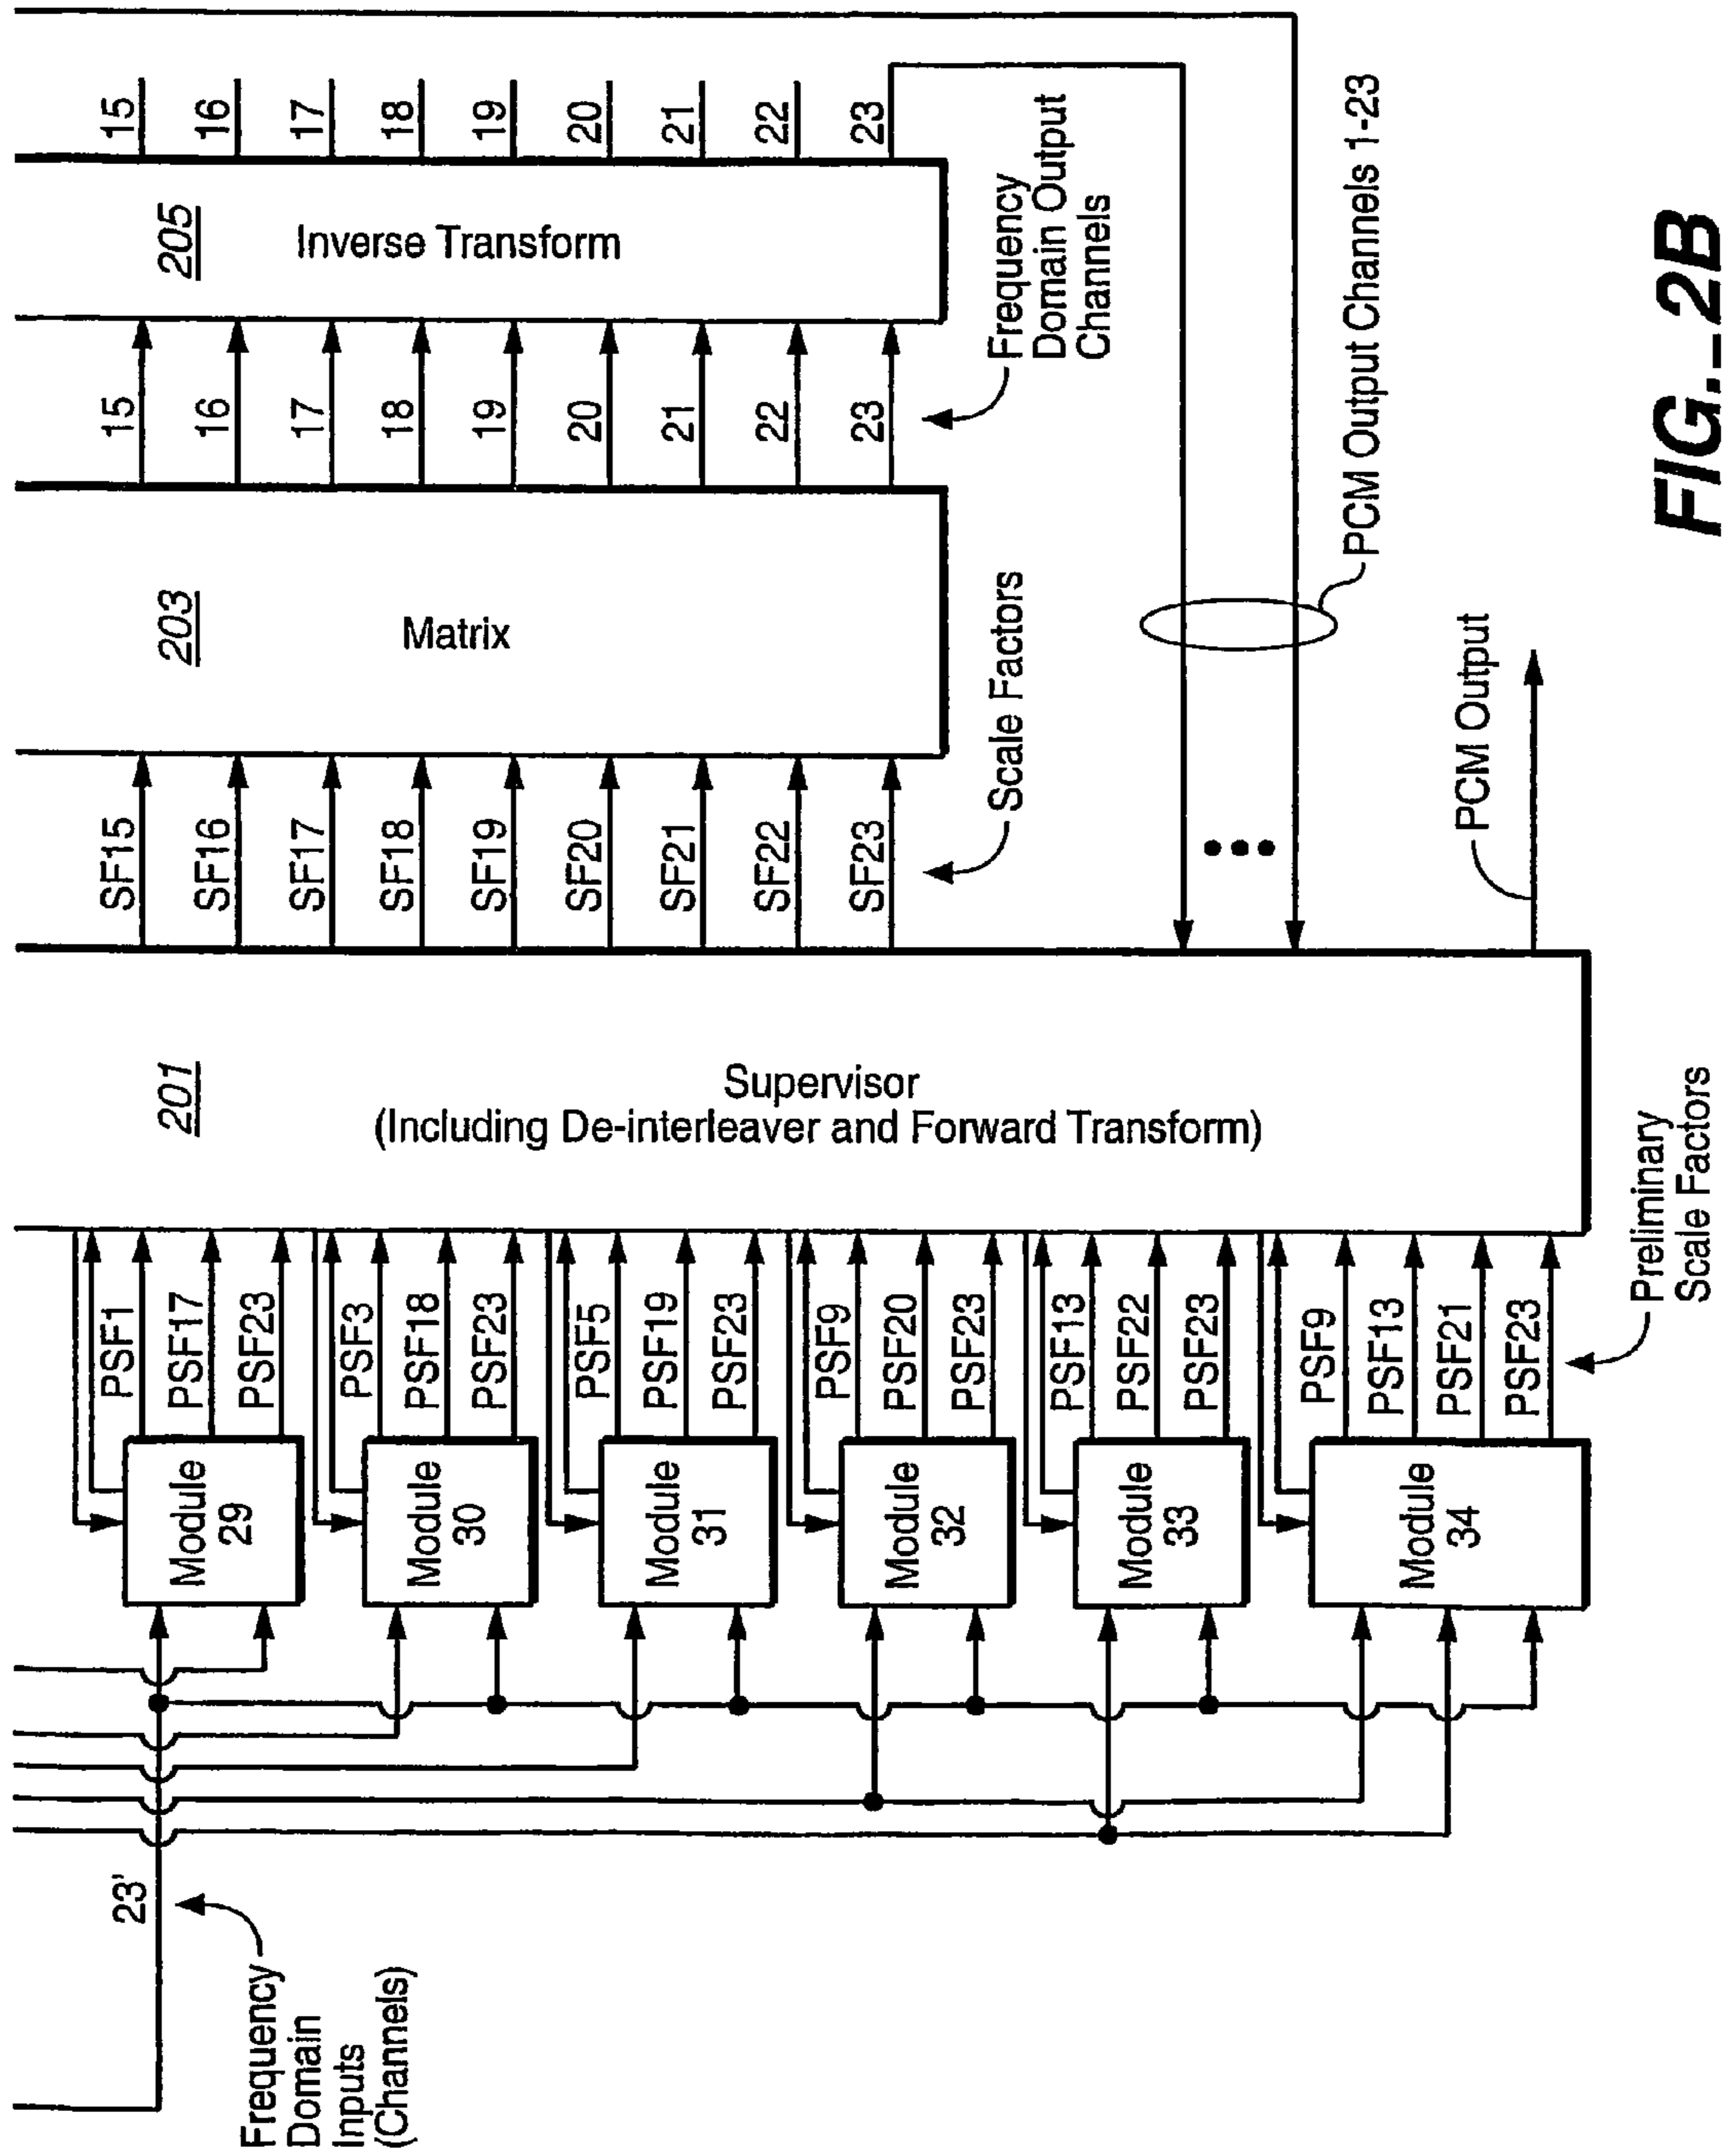 23'
Frequency
Domain
Inputs
(Channels)
Module
29
PSF1
PSF17
PSF23
Module
30
PSF3
PSF18
PSF23
Module
31
PSF5
PSF19
PSF23
Module
32
PSF9
PSF20
PSF23
Module
33
PSF13
PSF22
PSF23
Module
34
PSF9
PSF13
PSF21
PSF23
Preliminary
Scale Factors
201
Supervisor
(Including De-interleaver and Forward Transform)
SF15
SF16
SF17
SF18
SF19
SF20
SF21
SF22
SF23
Scale Factors
203
Matrix
15
16
17
18
19
20
21
22
23
Frequency
Domain Output
Channels
205
Inverse Transform
15
16
17
18
19
20
21
22
23
PCM Output Channels 1-23
PCM Output
FIG._2B